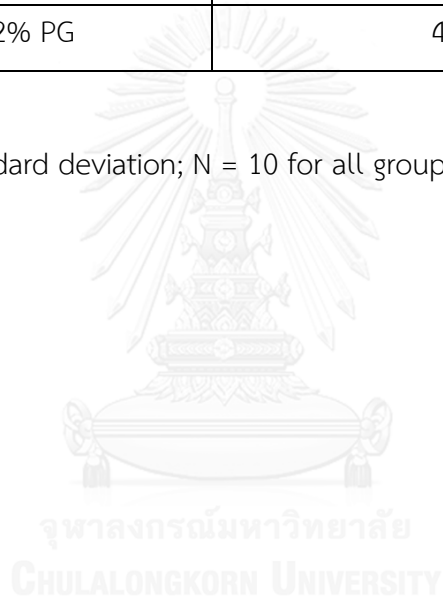 2% PG
4
dard deviation; N = 10 for all group
จุฬาลงกรณ์มหาวิทยาลัย
CHULALONGKORN UNIVERSITY